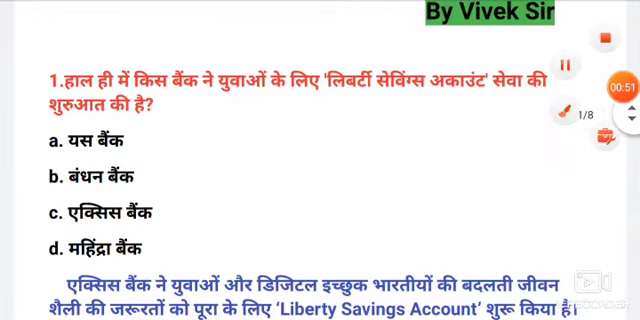 By Vivek Sir
00:51
1.हाल ही में किस बैंक ने युवाओं के लिए 'लिबर्टी सेविंग्स अकाउंट' सेवा की
शुरुआत की है?
1/8
a. यस बैंक
b. बंधन बैंक
c. एक्सिस बैंक
d. महिंद्रा बैंक
एक्सिस बैंक ने युवाओं और डिजिटल इच्छुक भारतीयों की बदलती जीवन
शैली की जरूरतों को पूरा के लिए ‘Liberty Savings Account’ शुरू किया है।